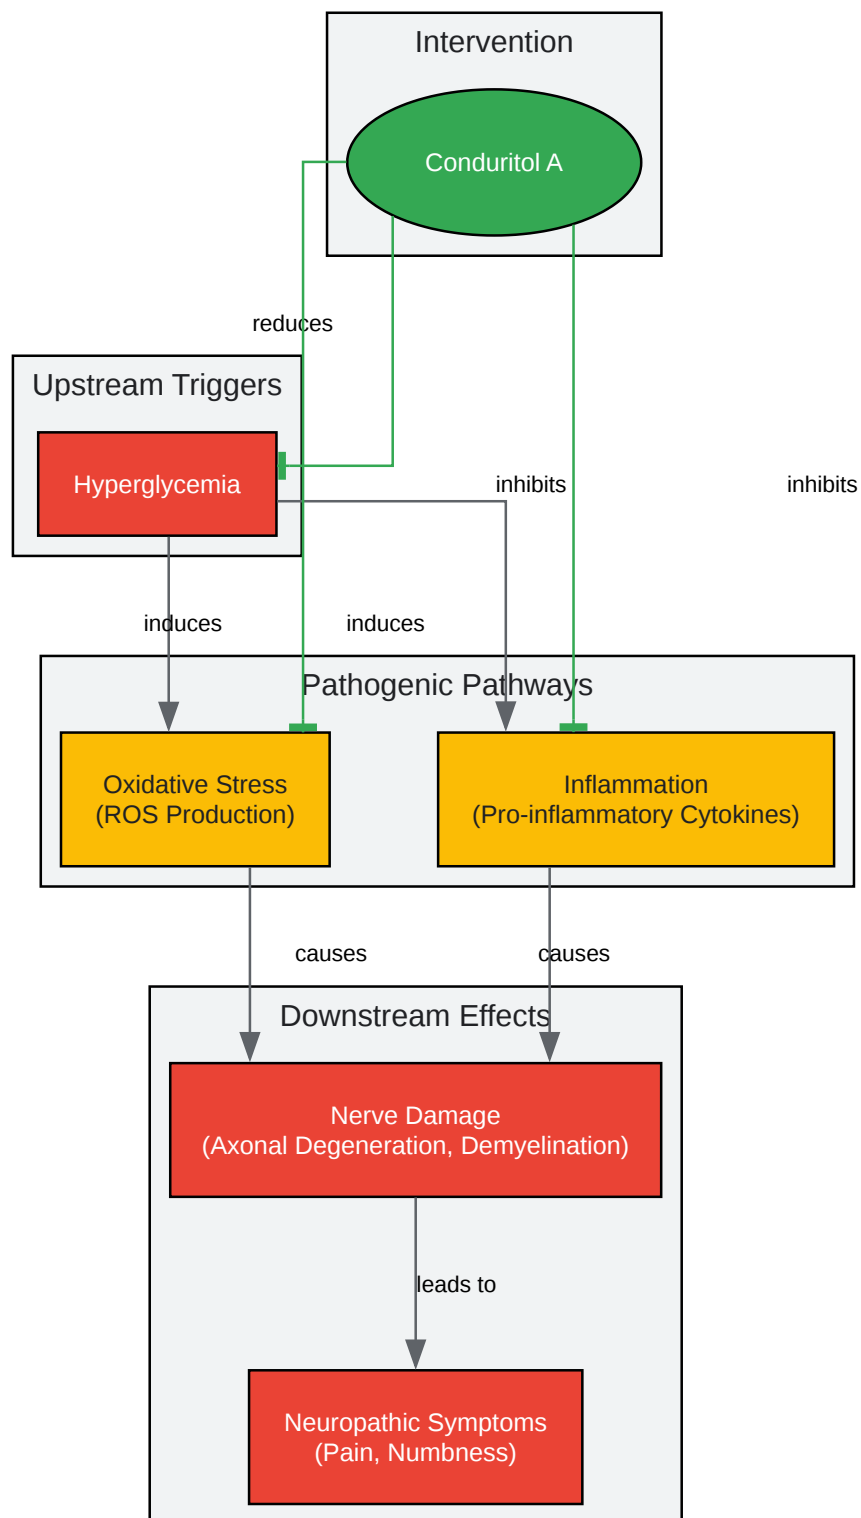 Intervention
Conduritol A
reduces
Upstream Triggers
Hyperglycemia
inhibits
inhibits
induces
induces
Pathogenic Pathways
Oxidative Stress
(ROS Production)
Inflammation
(Pro-inflammatory Cytokines)
causes
causes
Downstream Effects
Nerve Damage
(Axonal Degeneration, Demyelination)
leads to
Neuropathic Symptoms
(Pain, Numbness)